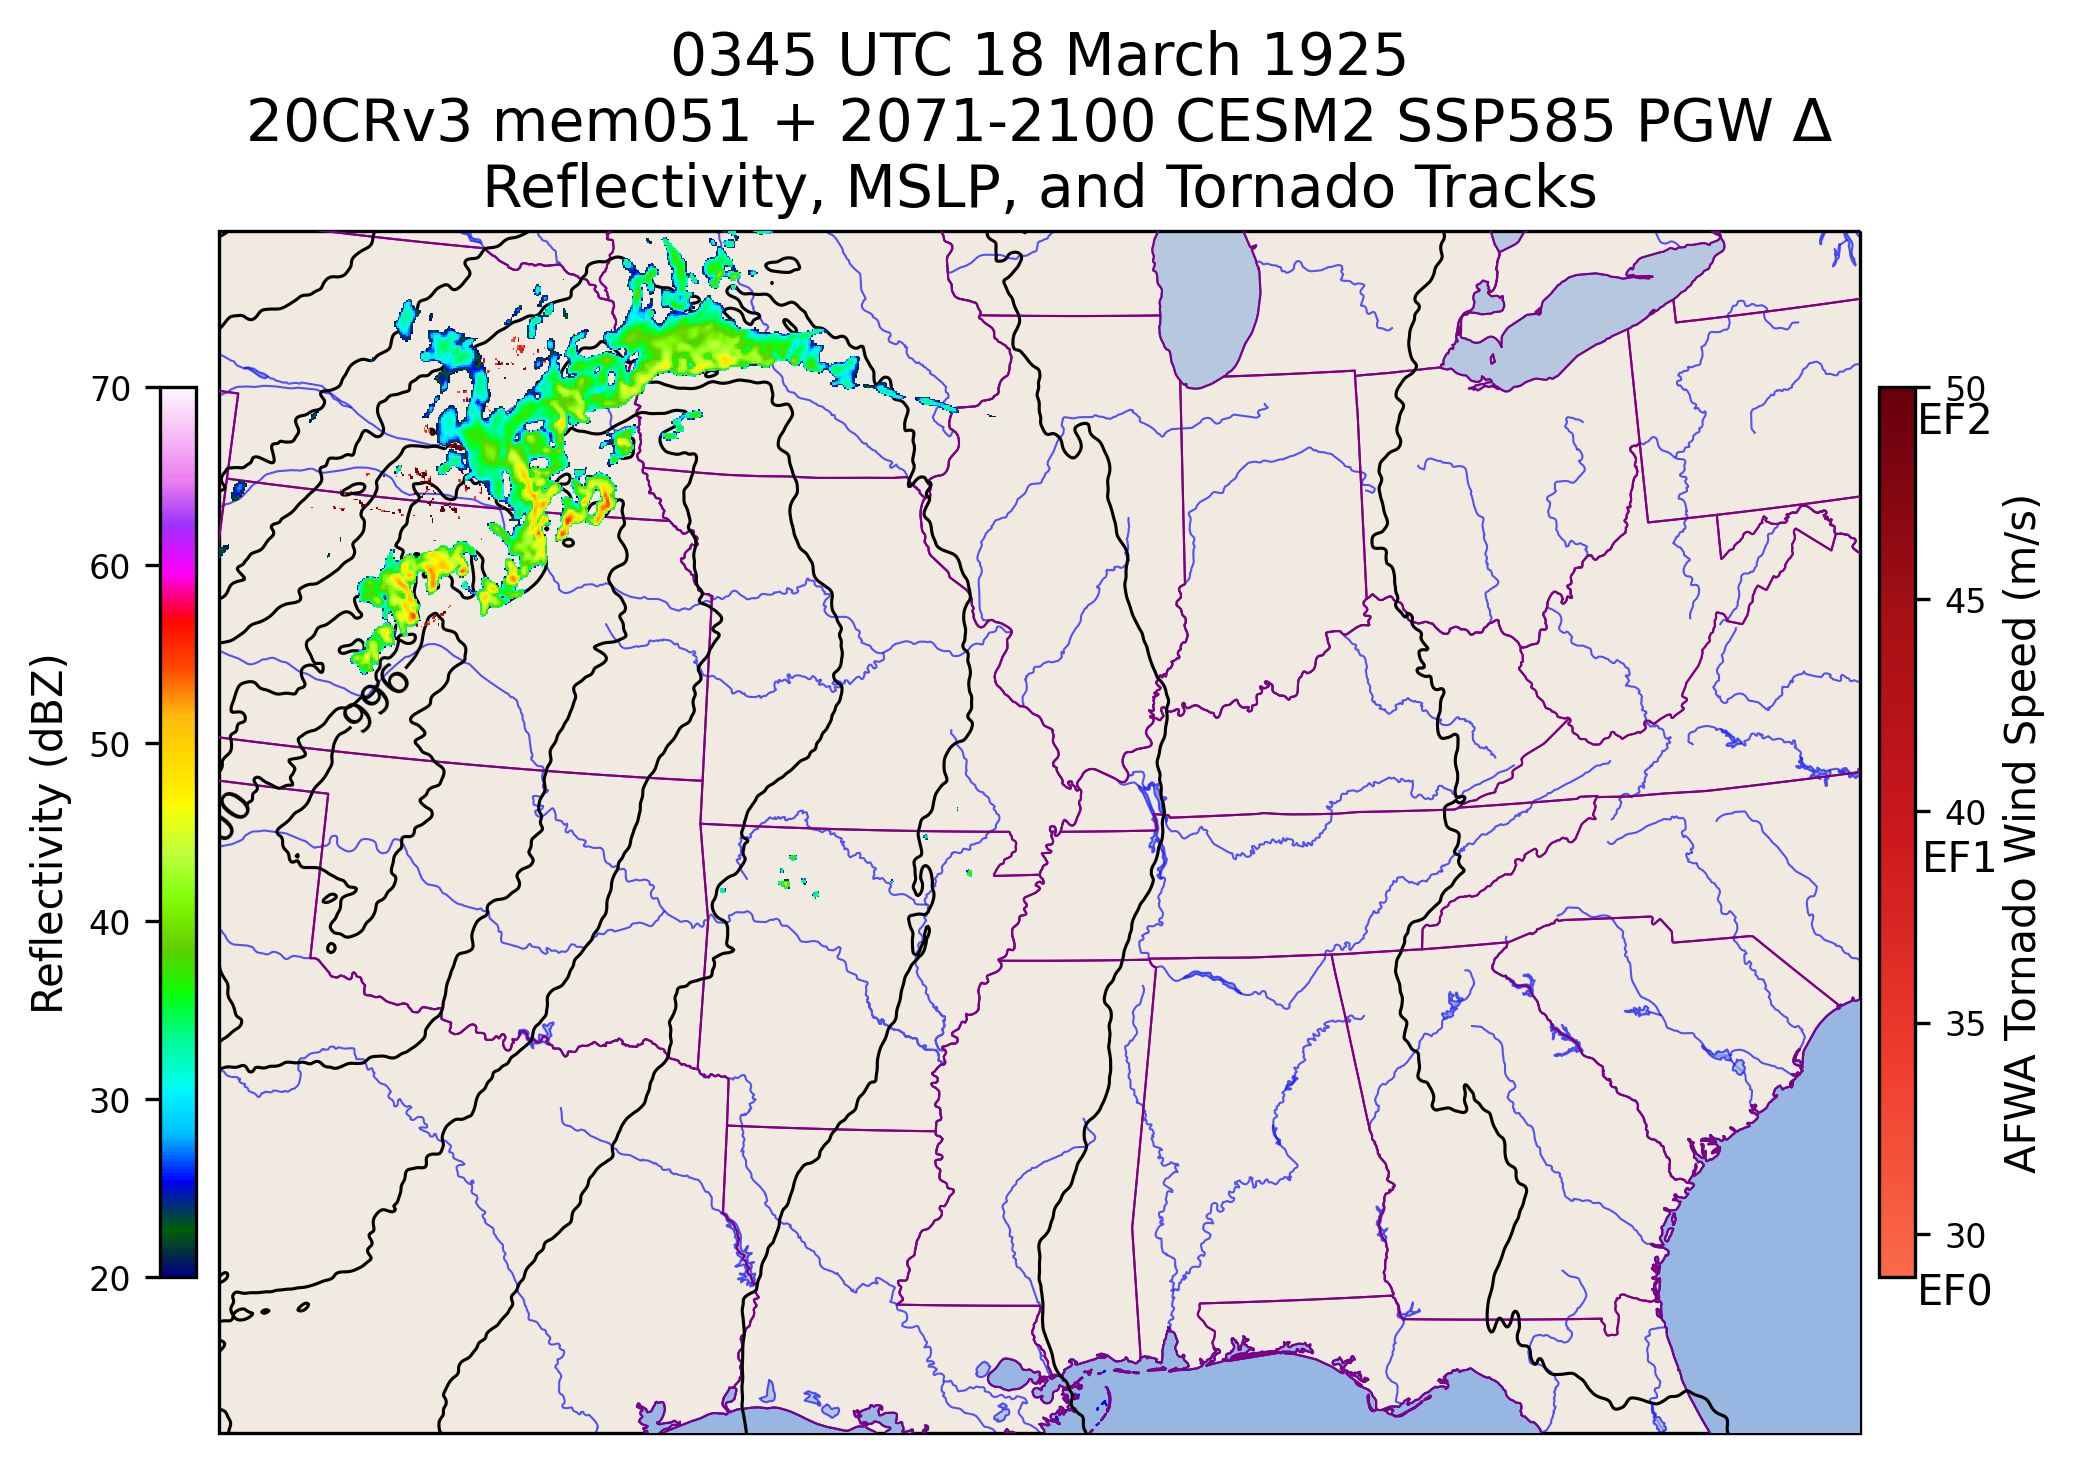 0345 UTC 18 March 1925
20CRv3 mem051 + 2071-2100 CESM2 SSP585 PGW Δ
Reflectivity, MSLP, and Tornado Tracks
70
60
50
40
30
20
Reflectivity (dBZ)
996
00
50
EF2
45
40
EF1
35
30
EF0
AFWA Tornado Wind Speed (m/s)